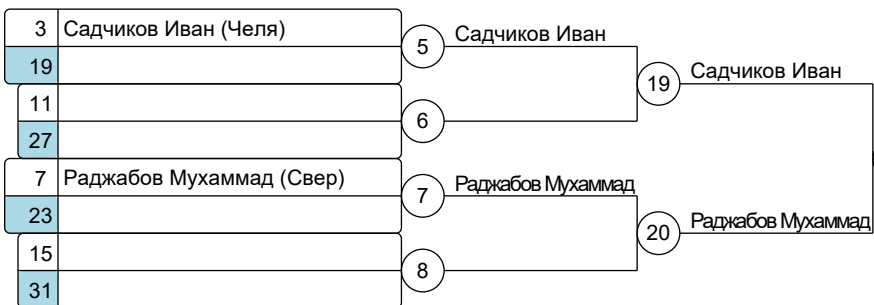 3 Садчиков Иван (Челя)
19
5 Садчиков Иван
11
27
6
19 Садчиков Иван
7 Раджабов Мухаммад (Свер)
23
7 Раджабов Мухаммад
15
31
8
20 Раджабов Мухаммад